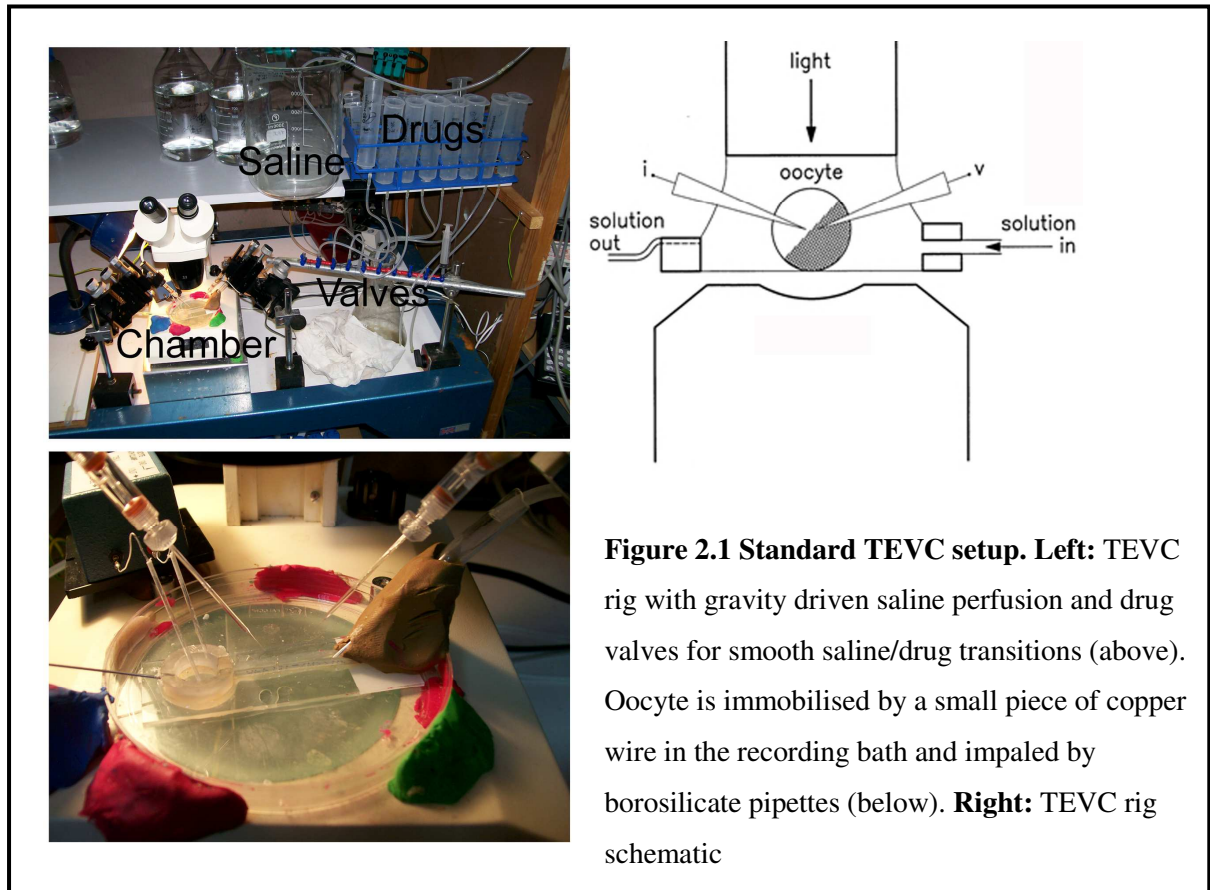 Drugs
Saline
Valves
Chamber
light
i
oocyte
v
solution
out
solution
in
Figure 2.1 Standard TEVC setup. Left: TEVC
rig with gravity driven saline perfusion and drug
valves for smooth saline/drug transitions (above).
Oocyte is immobilised by a small piece of copper
wire in the recording bath and impaled by
borosilicate pipettes (below). Right: TEVC rig
schematic